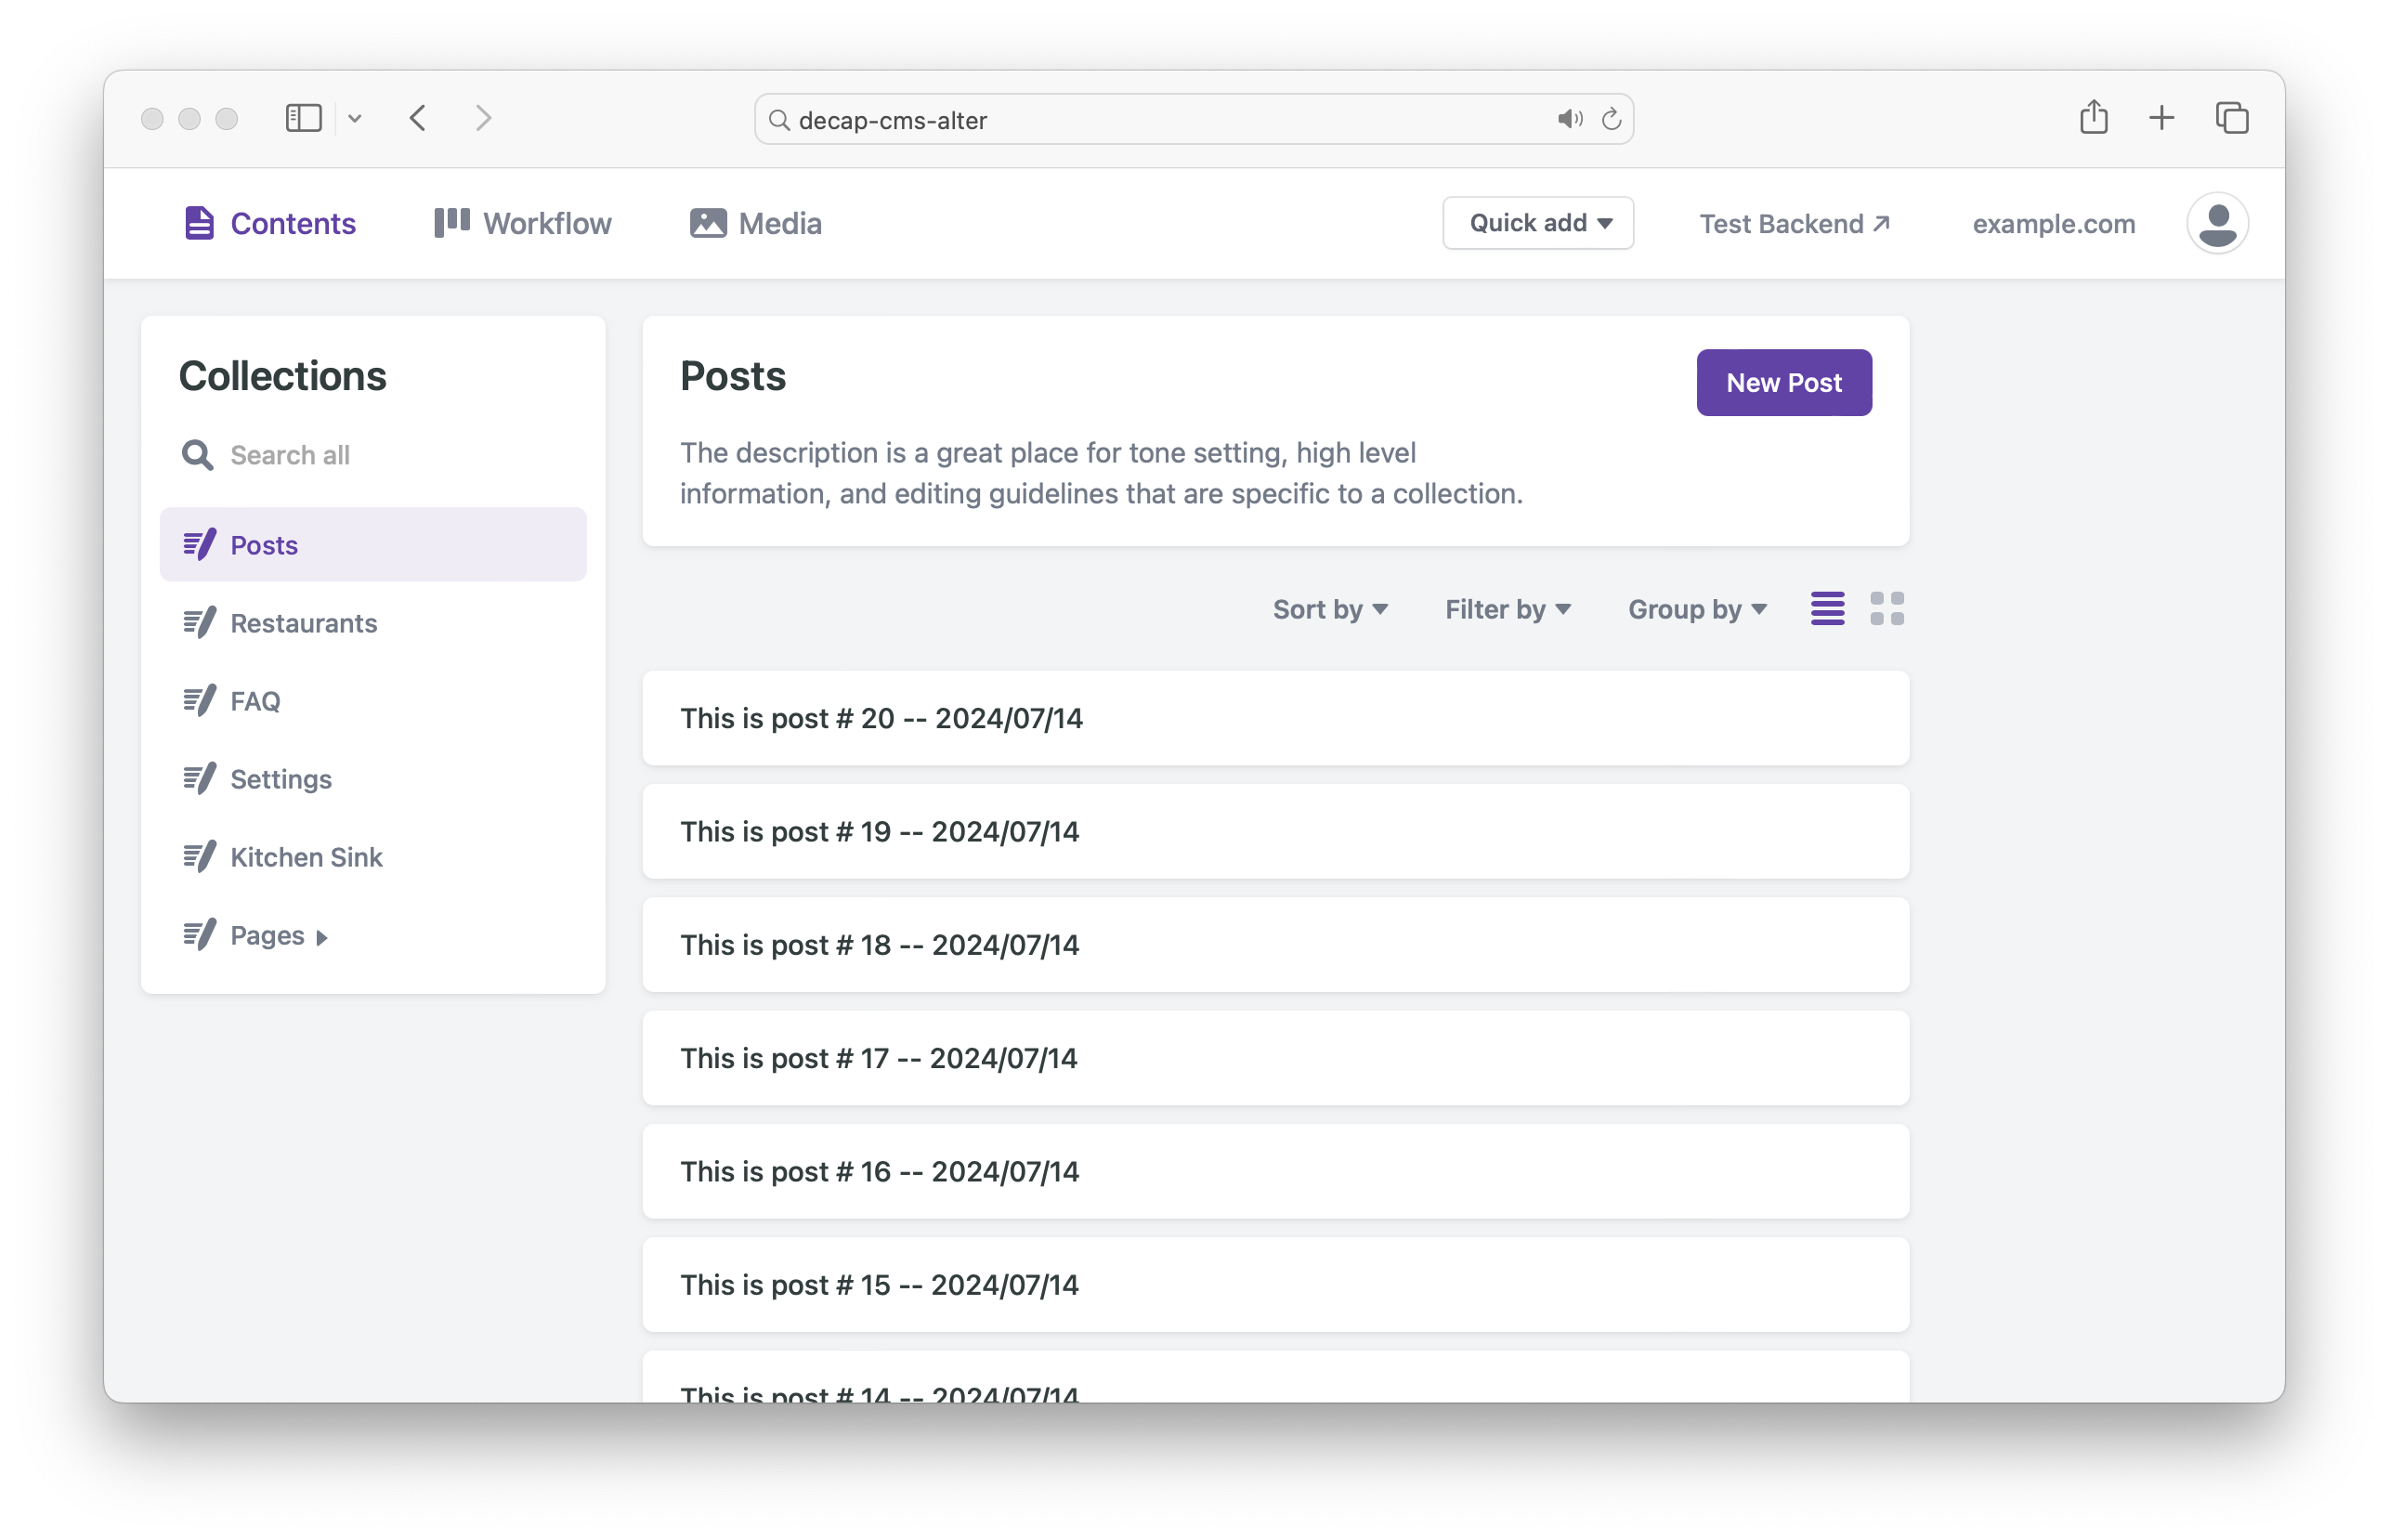 decap-cms-alter
Contents
Workflow
Media
Quick add
Test Backend
example.com
Collections
Search all
Posts
Restaurants
FAQ
Settings
Kitchen Sink
Pages
Posts
New Post
The description is a great place for tone setting, high level
information, and editing guidelines that are specific to a collection.
Sort by
Filter by
Group by
This is post # 20 -- 2024/07/14
This is post # 19 -- 2024/07/14
This is post # 18 -- 2024/07/14
This is post # 17 -- 2024/07/14
This is post # 16 -- 2024/07/14
This is post # 15 -- 2024/07/14
This is post # 14 -- 2024/07/14